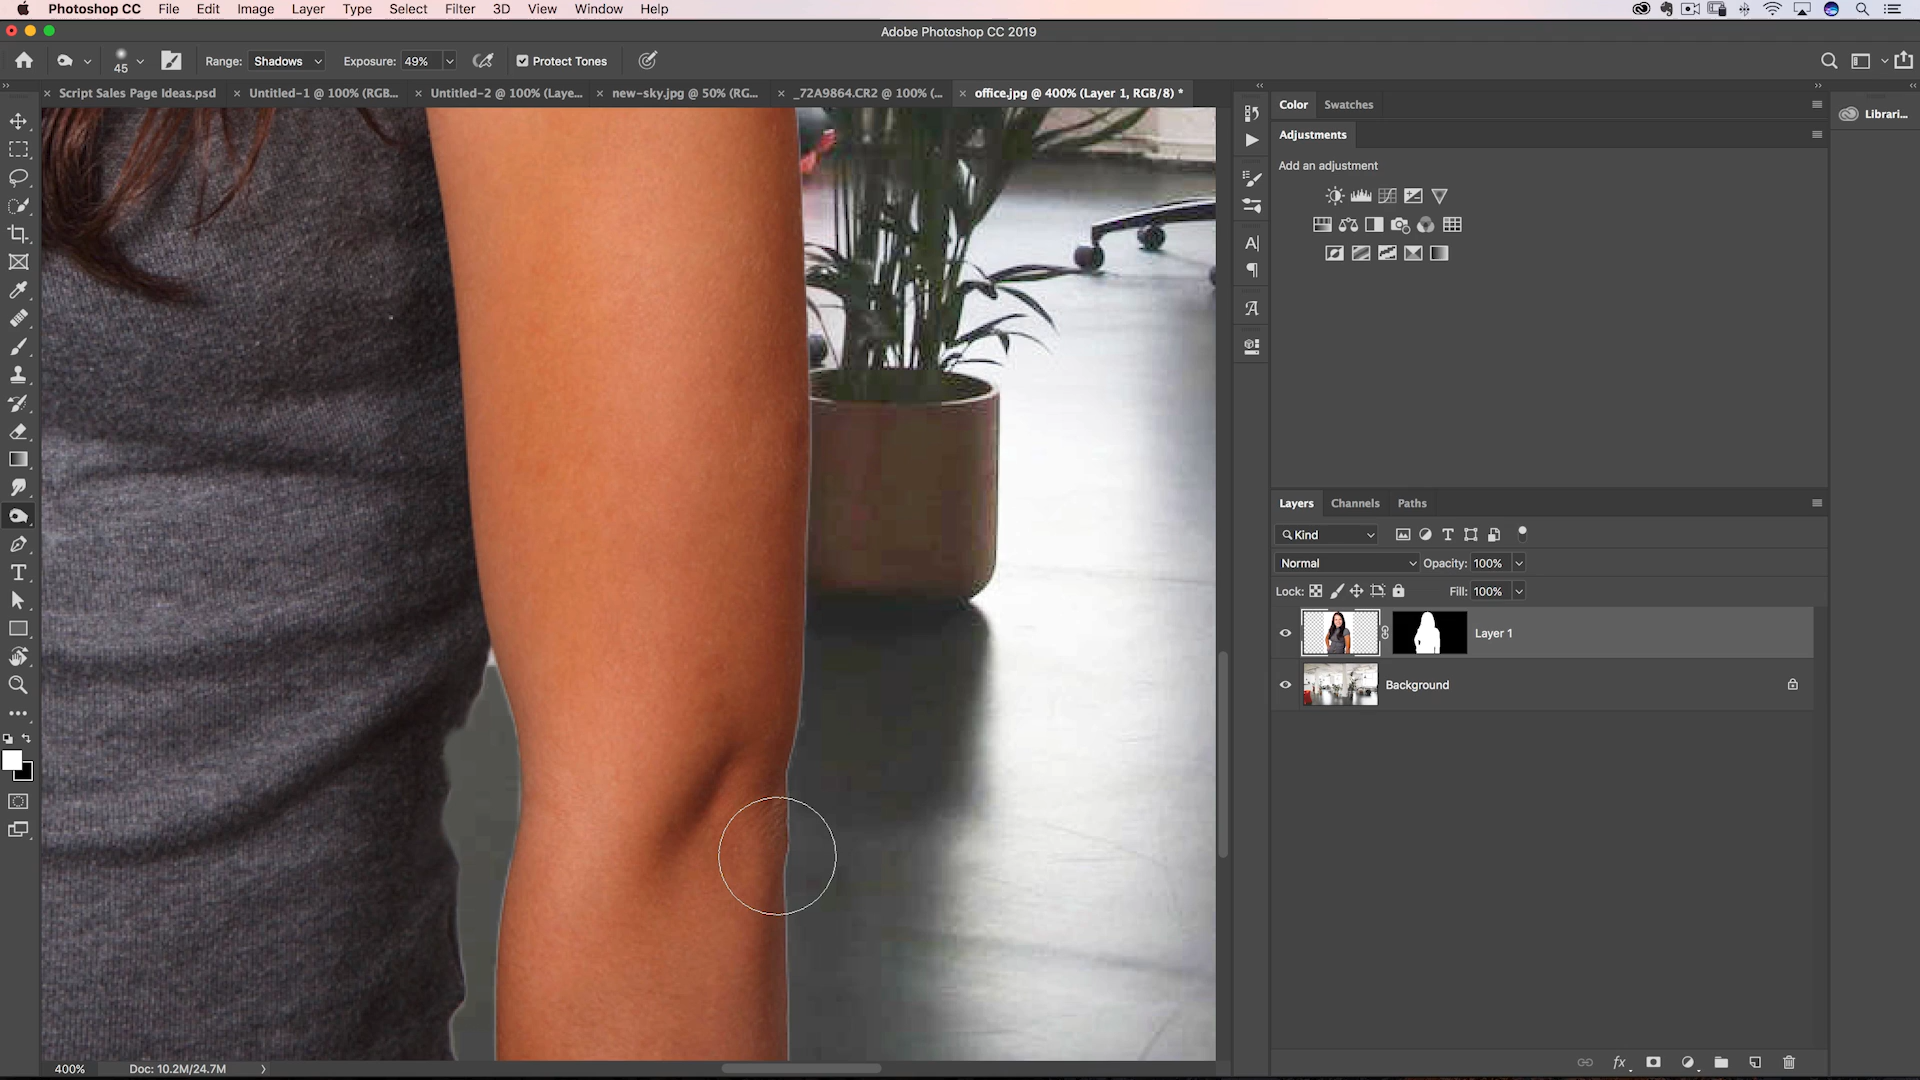 Photoshop CC File Edit Image Layer Type Select Filter 3D View Window Help
Adobe Photoshop CC 2019
45 Range: Shadows Exposure: 49% Protect Tones
× Script Sales Page Ideas.psd × Untitled-1 @ 100% (RGB... × Untitled-2 @ 100% (Laye... × new-sky.jpg @ 50% (RG... × _72A9864.CR2 @ 100% (... × office.jpg @ 400% (Layer 1, RGB/8) *
Color Swatches
Librari...
Adjustments
Add an adjustment
Layers Channels Paths
Kind
Normal Opacity: 100%
Lock: Fill: 100%
Layer 1
Background
fx
400% Doc: 10.2M/24.7M